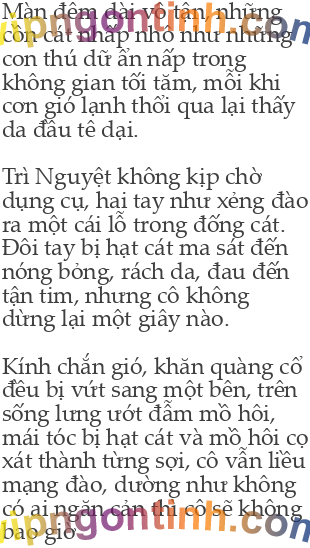 Màn đêm dài vô tận, những
cồn cát nhấp nhô như những
con thú dữ ẩn nấp trong
không gian tối tăm, mỗi khi
cơn gió lạnh thổi qua lại thấy
da đầu tê dại.

Trì Nguyệt không kịp chờ
dụng cụ, hai tay như xẻng đào
ra một cái lỗ trong đống cát.
Đôi tay bị hạt cát ma sát đến
nóng bỏng, rách da, đau đến
tận tim, nhưng cô không
dừng lại một giây nào.

Kính chắn gió, khăn quàng cổ
đều bị vứt sang một bên, trên
sống lưng ướt đẫm mồ hôi,
mái tóc bị hạt cát và mồ hôi cọ
xát thành từng sợi, cô vẫn liều
mạng đào, dường như không
có ai ngăn cản thì cô sẽ không
bao giờ